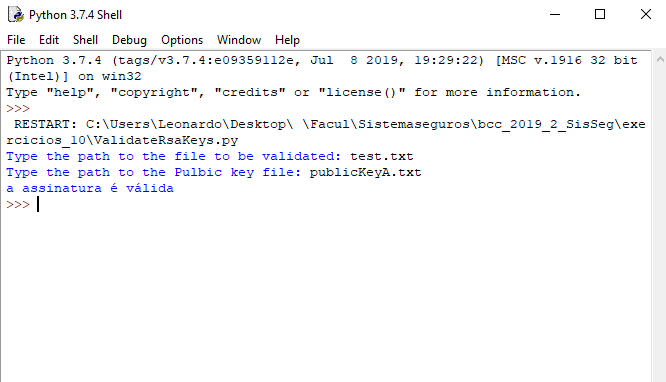 Python 3.7.4 Shell
File Edit Shell Debug Options Window Help
Python 3.7.4 (tags/v3.7.4:e09359112e, Jul  8 2019, 19:29:22) [MSC v.1916 32 bit
(Intel)] on win32
Type "help", "copyright", "credits" or "license()" for more information.
>>>
 RESTART: C:\Users\Leonardo\Desktop\ \Facul\Sistemaseguros\bcc_2019_2_SisSeg\exe
rcicios_10\ValidateRsaKeys.py
Type the path to the file to be validated: test.txt
Type the path to the Pulbic key file: publicKeyA.txt
a assinatura é válida
>>>